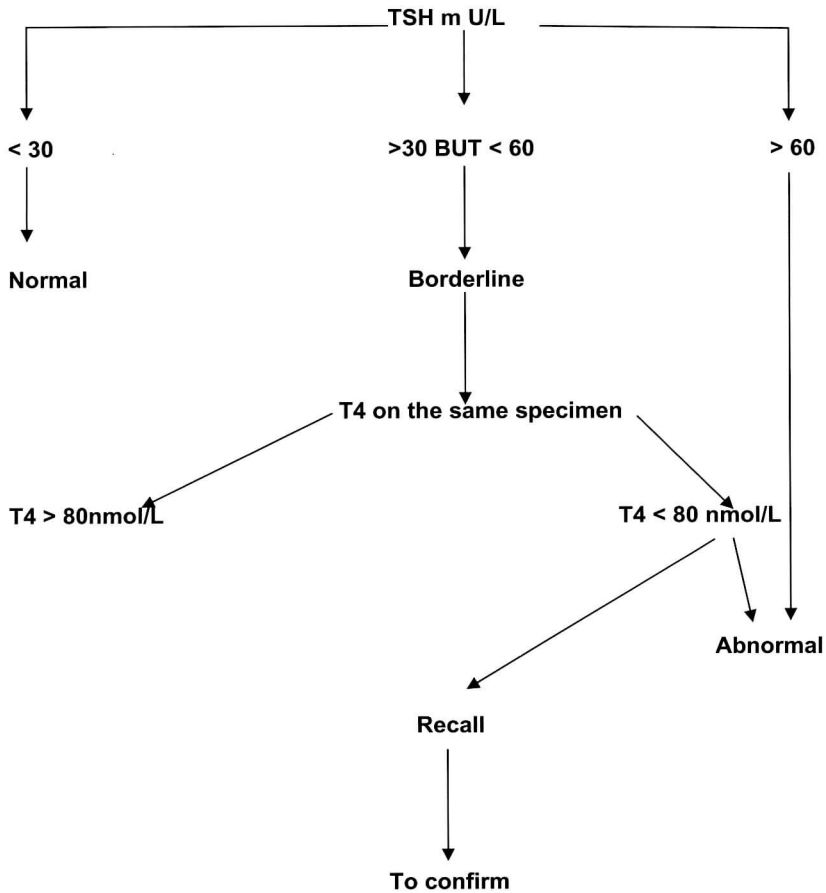 TSH m U/L
< 30
>30 BUT < 60
> 60
Normal
Borderline
T4 on the same specimen
T4 > 80nmol/L
T4 < 80 nmol/L
Abnormal
Recall
To confirm